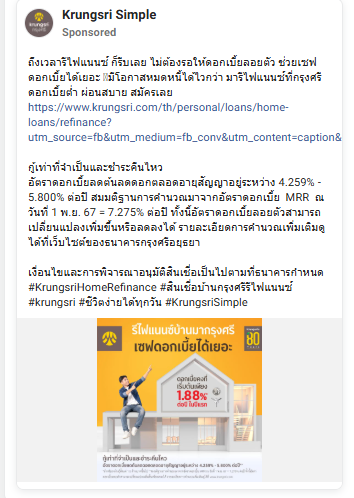 Krungsri Simple
Sponsored
ถึงเวลารีไฟแนนซ์ ก็รีบเลย ไม่ต้องรอให้ดอกเบี้ยลอยตัว ช่วยเซฟ
ดอกเบี้ยได้เยอะ มีโอกาสหมดหนี้ได้ไวกว่า มารีไฟแนนซ์ที่กรุงศรี
ดอกเบี้ยต่ำ ผ่อนสบาย สมัครเลย
https://www.krungsri.com/th/personal/loans/home-
loans/refinance?
utm_source=fb&utm_medium=fb_conv&utm_content=caption&
กู้เท่าที่จำเป็นและชำระคืนไหว
อัตราดอกเบี้ยลดต้นลดดอกตลอดอายุสัญญาอยู่ระหว่าง 4.259% -
5.800% ต่อปี สมมติฐานการคำนวณมาจากอัตราดอกเบี้ย MRR ณ
วันที่ 1 พ.ย. 67 = 7.275% ต่อปี ทั้งนี้อัตราดอกเบี้ยลอยตัวสามารถ
เปลี่ยนแปลงเพิ่มขึ้นหรือลดลงได้ รายละเอียดการคำนวณเพิ่มเติมดู
ได้ที่เว็บไซต์ของธนาคารกรุงศรีอยุธยา
เงื่อนไขและการพิจารณาอนุมัติสินเชื่อเป็นไปตามที่ธนาคารกำหนด
#KrungsriHomeRefinance #สินเชื่อบ้านกรุงศรีรีไฟแนนซ์
#krungsri #ชีวิตง่ายได้ทุกวัน #KrungsriSimple
รีไฟแนนซ์บ้านมากรุงศรี
เซฟดอกเบี้ยได้เยอะ
80
ดอกเบี้ยคงที่
เริ่มต้นเพียง
1.88%
ต่อปี ในปีแรก
กู้เท่าที่จำเป็นและชำระคืนไหว